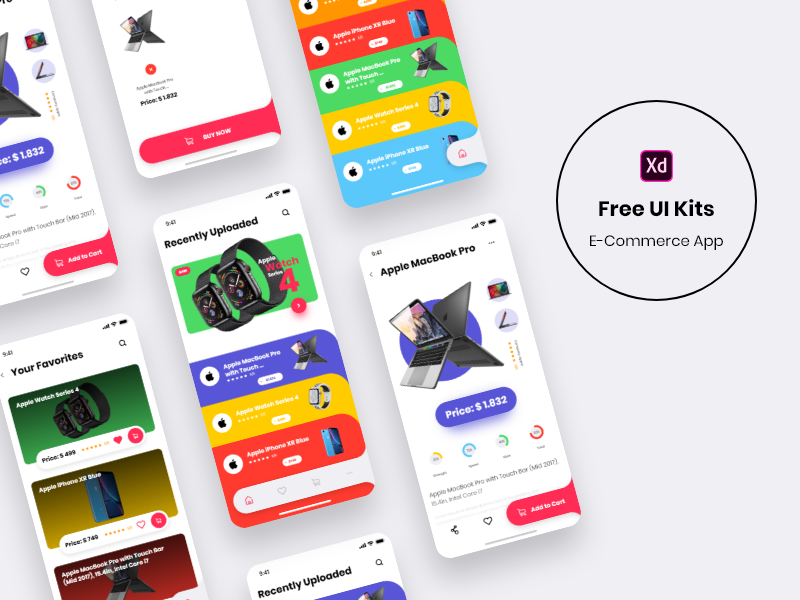 Price: $ 1.832
MacBook Pro with Touch Bar (Mid 2017),
Intel Core i7
Add to Cart
Apple MacBook Pro
with Touch ...
Price: $ 1.832
BUY NOW
Apple iPhone XR Blue
Apple MacBook Pro
with Touch ...
Apple Watch Series 4
Apple iPhone XR Blue
9:41
Recently Uploaded
Apple
Watch
Series
4
Apple MacBook Pro
with Touch ...
Apple Watch Series 4
Apple iPhone XR Blue
9:41
Your Favorites
Apple Watch Series 4
Price: $ 499
Apple iPhone XR Blue
Price: $ 749
Apple MacBook Pro with Touch Bar
(Mid 2017), 15.4in, Intel Core i7
9:41
Apple MacBook Pro
Price: $ 1.832
Strength
Speed
Apple MacBook Pro with Touch Bar (Mid 2017),
15.4in, Intel Core i7
Add to Cart
9:41
Recently Uploaded
Xd
Free UI Kits
E-Commerce App